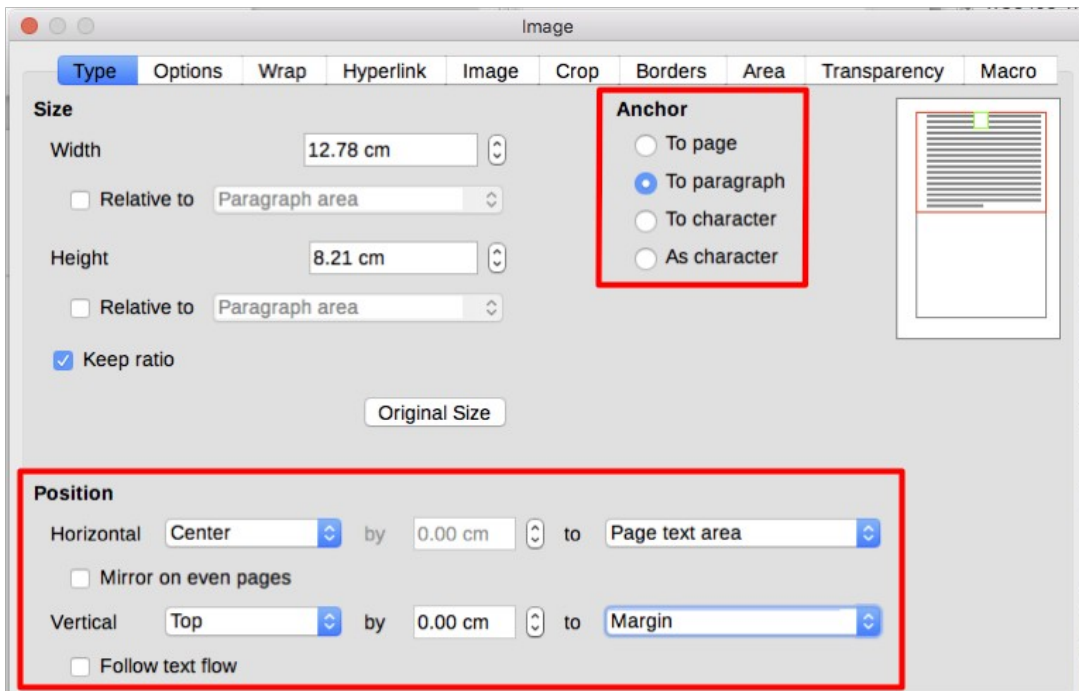 Image
Type Options Wrap Hyperlink Image Crop Borders Area Transparency Macro
Size
Width 12.78 cm
Relative to Paragraph area
Height 8.21 cm
Relative to Paragraph area
Keep ratio
Original Size
Anchor
To page
To paragraph
To character
As character
Position
Horizontal Center by 0.00 cm to Page text area
Mirror on even pages
Vertical Top by 0.00 cm to Margin
Follow text flow